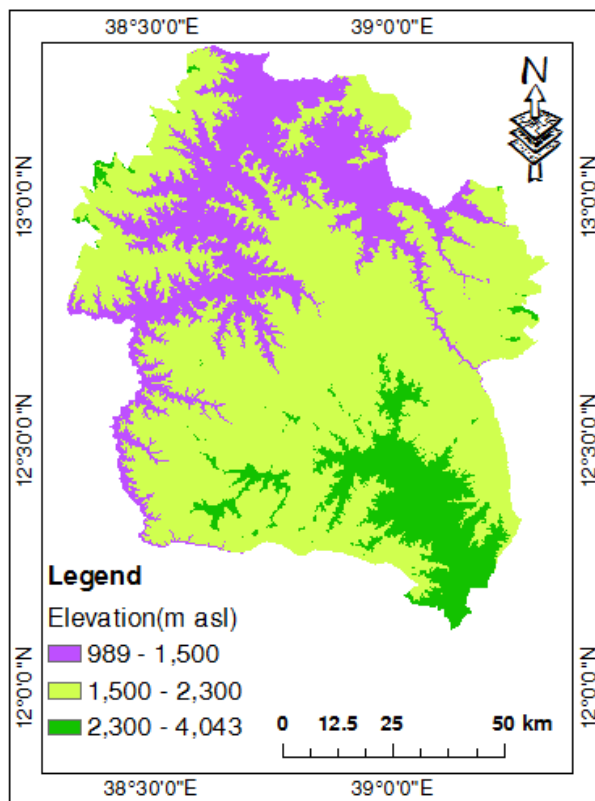 38°30'0"E 39°0'0"E
N
13°0'0"N 13°0'0"N
12°30'0"N 12°30'0"N
12°0'0"N 12°0'0"N
Legend
Elevation(m asl)
989 - 1,500
1,500 - 2,300
2,300 - 4,043
0 12.5 25 50 km
38°30'0"E 39°0'0"E